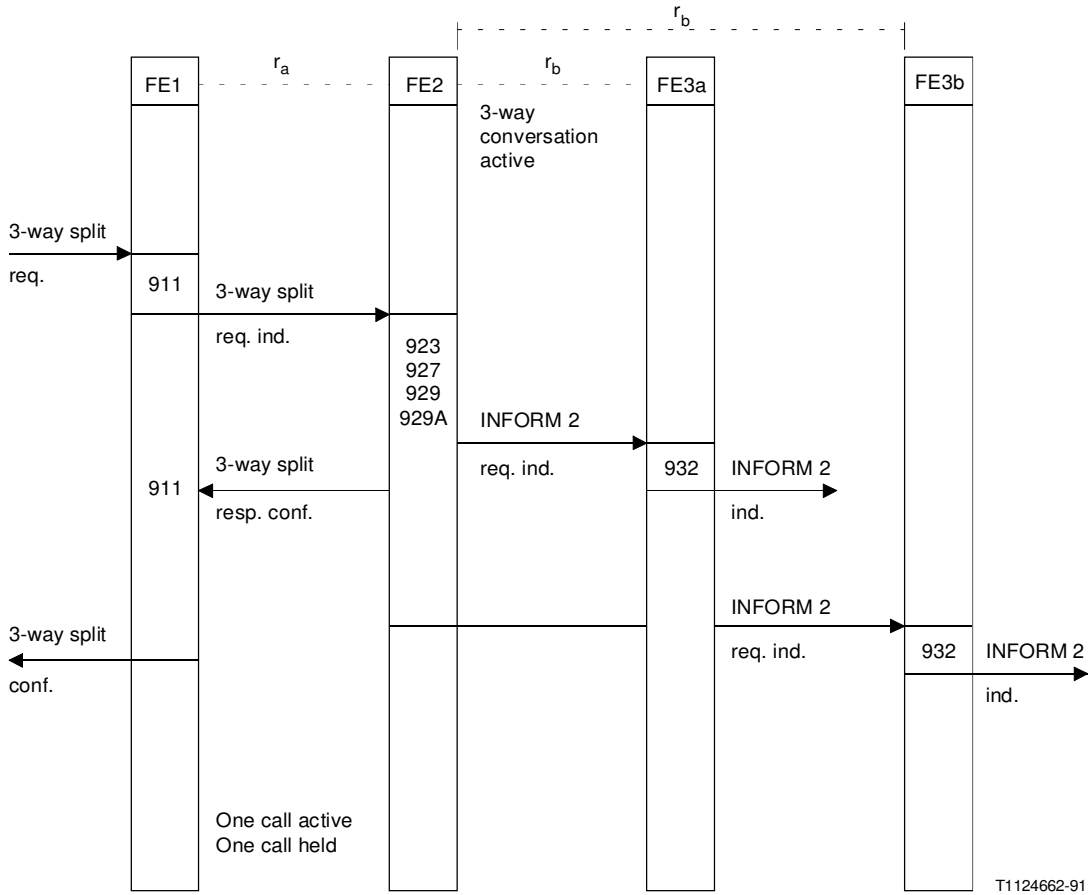 r_b
r_a
r_b
FE1
FE2
FE3a
FE3b
3-way
conversation
active
3-way split
req.
911
3-way split
req. ind.
923
927
929
929A
INFORM 2
req. ind.
932
INFORM 2
ind.
3-way split
911
resp. conf.
INFORM 2
req. ind.
932
INFORM 2
ind.
3-way split
conf.
One call active
One call held
T1124662-91